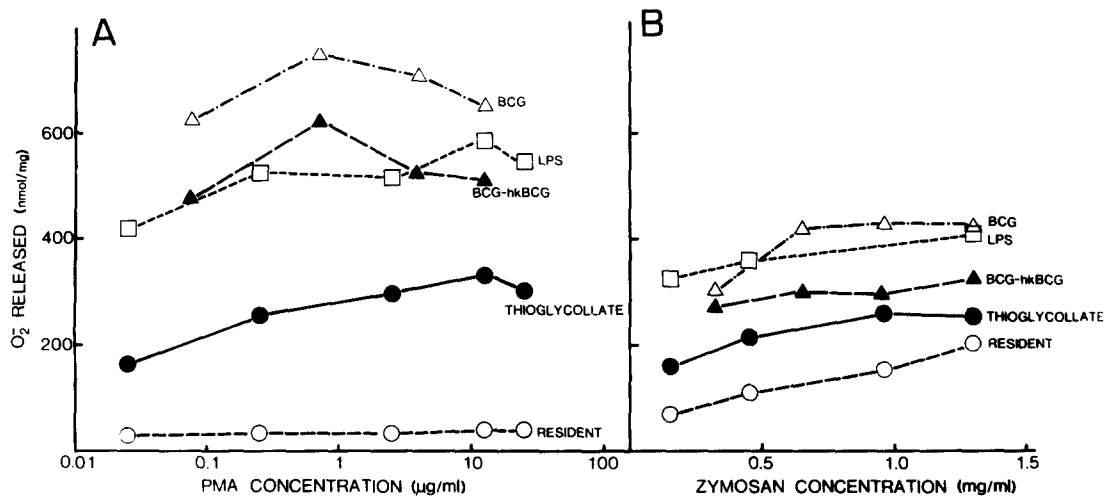 A
B
O₂⁻ RELEASED (nmol/mg)
600
400
200
BCG
LPS
BCG-hkBCG
THIOGLYCOLLATE
RESIDENT
0.01
0.1
1
10
100
PMA CONCENTRATION (μg/ml)
BCG
LPS
BCG-hkBCG
THIOGLYCOLLATE
RESIDENT
0.5
1.0
1.5
ZYMOSAN CONCENTRATION (mg/ml)